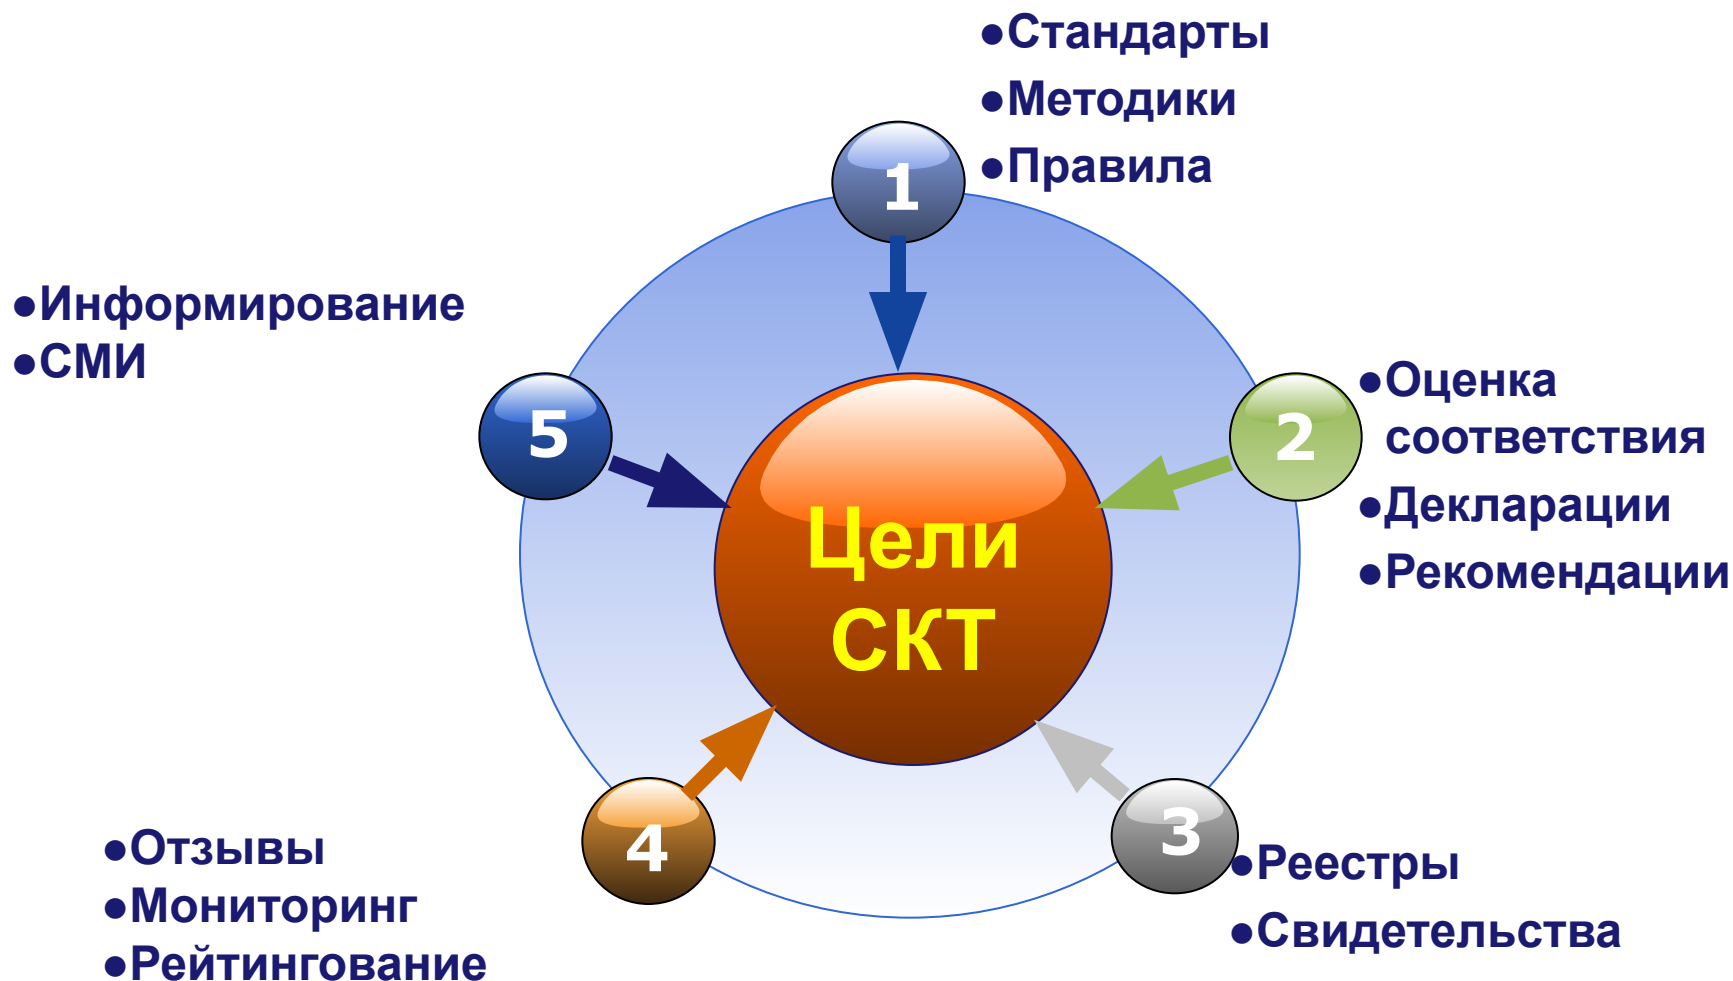 ●Стандарты
●Методики
●Правила
1
●Оценка
соответствия
●Декларации
●Рекомендации
2
3
●Реестры
●Свидетельства
4
●Отзывы
●Мониторинг
●Рейтингование
●Информирование
●СМИ
5
Цели
СКТ